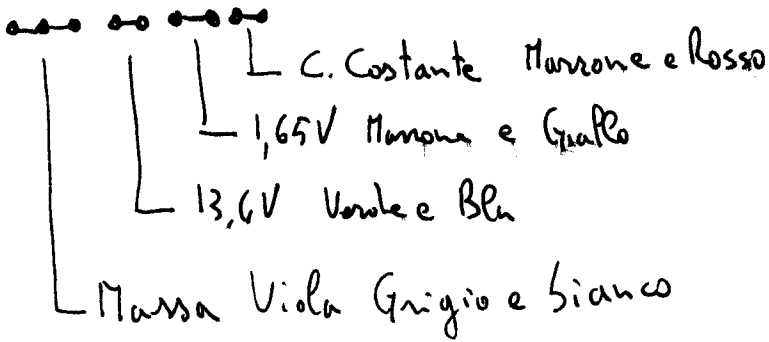 C. Costante Marrone e Rosso
1,65V Marrone e Giallo
13,6V Verde e Blu
Massa Viola Grigio e bianco